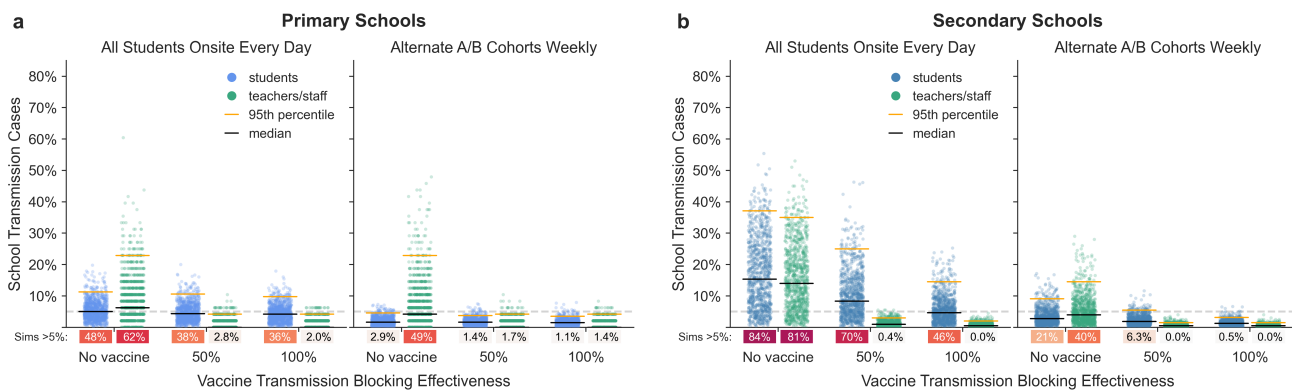 a
Primary Schools
All Students Onsite Every Day
Alternate A/B Cohorts Weekly
School Transmission Cases
80%
70%
60%
50%
40%
30%
20%
10%
students
teachers/staff
95th percentile
median
Sims >5%:
48% 62% 38% 2.8% 36% 2.0%
2.9% 49% 1.4% 1.7% 1.1% 1.4%
No vaccine 50% 100%
No vaccine 50% 100%
Vaccine Transmission Blocking Effectiveness
b
Secondary Schools
All Students Onsite Every Day
Alternate A/B Cohorts Weekly
School Transmission Cases
80%
70%
60%
50%
40%
30%
20%
10%
students
teachers/staff
95th percentile
median
Sims >5%:
84% 81% 70% 0.4% 46% 0.0%
21% 40% 6.3% 0.0% 0.5% 0.0%
No vaccine 50% 100%
No vaccine 50% 100%
Vaccine Transmission Blocking Effectiveness